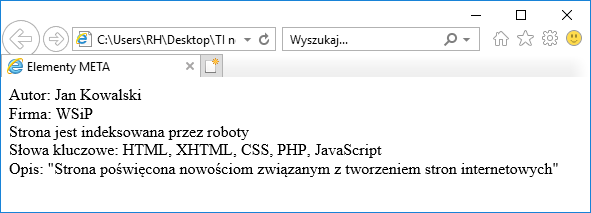 C:\Users\RH\Desktop\TI n
Wyszukaj...
Elementy META
Autor: Jan Kowalski
Firma: WSiP
Strona jest indeksowana przez roboty
Słowa kluczowe: HTML, XHTML, CSS, PHP, JavaScript
Opis: "Strona poświęcona nowościom związanym z tworzeniem stron internetowych"